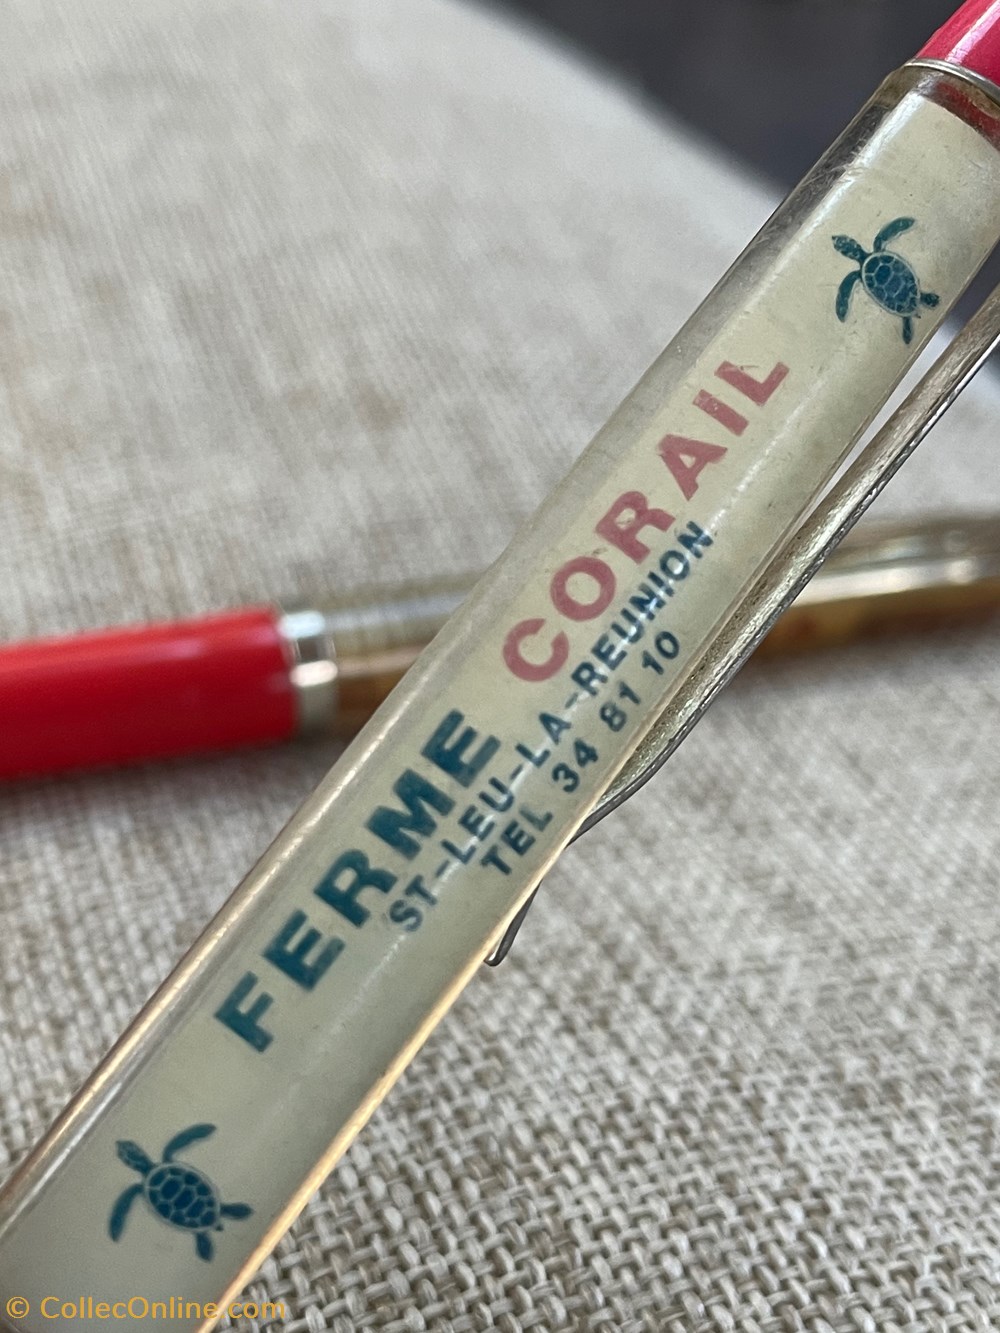 FERME CORAIL
ST-LEU-LA-REUNION
TEL 34 81 10
© CollecOnline.com